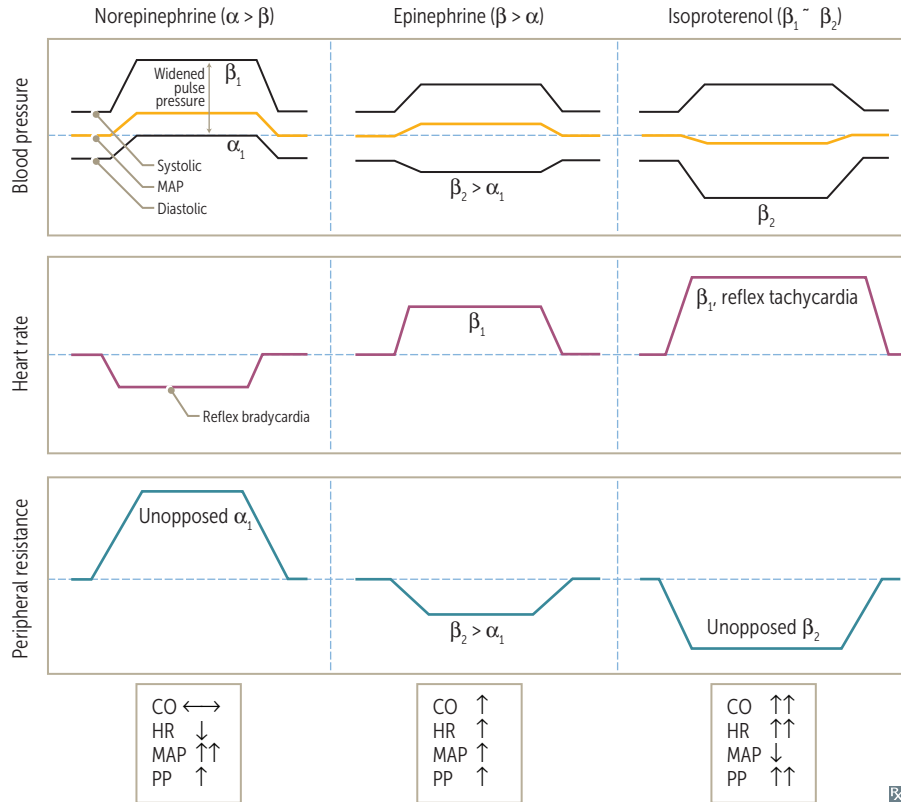 Norepinephrine (α > β)
Epinephrine (β > α)
Isoproterenol (β₁ ~ β₂)
Blood pressure
Widened
pulse
pressure
β₁
α₁
Systolic
MAP
Diastolic
β₂ > α₁
β₂
Heart rate
Reflex bradycardia
β₁
β₁, reflex tachycardia
Peripheral resistance
Unopposed α₁
β₂ > α₁
Unopposed β₂
CO ←→
HR ↓
MAP ↑↑
PP ↑
CO ↑
HR ↑
MAP ↑
PP ↑
CO ↑↑
HR ↑↑
MAP ↓
PP ↑↑
Rx